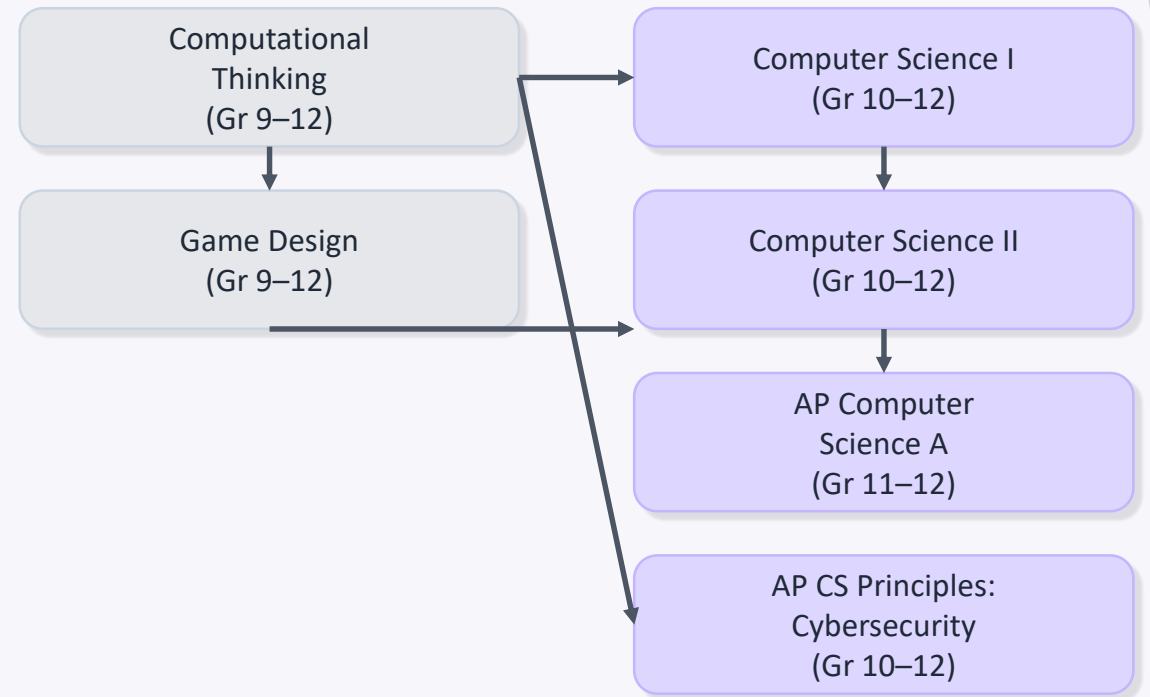 Computational
Thinking
(Gr 9–12)
Game Design
(Gr 9–12)
Computer Science I
(Gr 10–12)
Computer Science II
(Gr 10–12)
AP Computer
Science A
(Gr 11–12)
AP CS Principles:
Cybersecurity
(Gr 10–12)